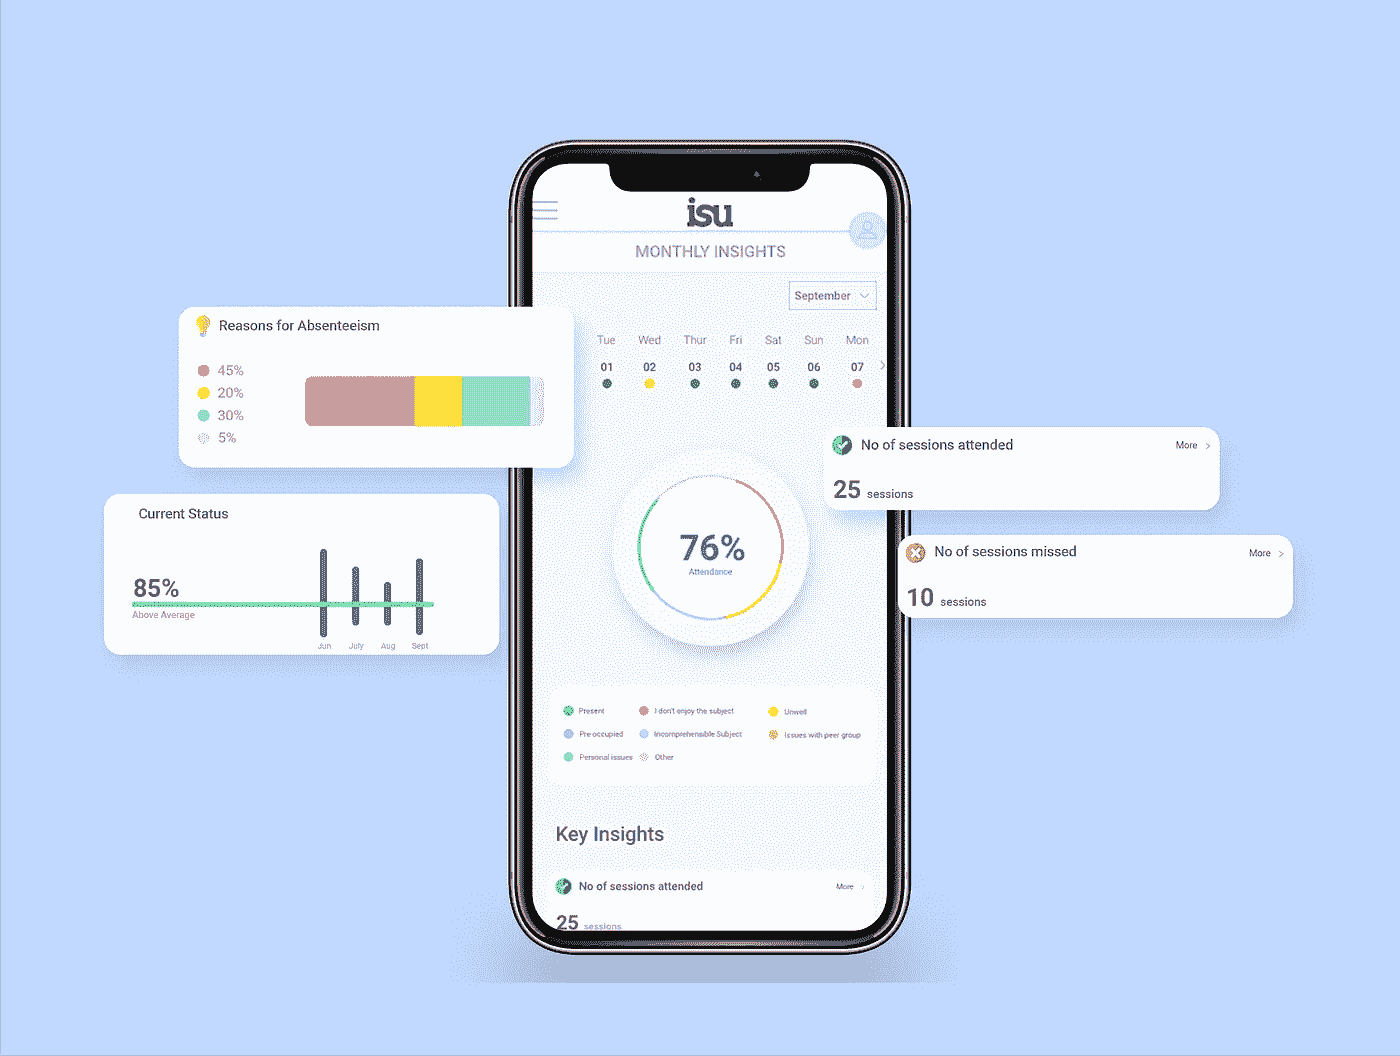 isu
MONTHLY INSIGHTS
September
Tue Wed Thur Fri Sat Sun Mon
01 02 03 04 05 06 07
Reasons for Absenteeism
45%
20%
30%
5%
Current Status
85%
Above Average
Jun July Aug Sept
No of sessions attended More
25 sessions
No of sessions missed More
10 sessions
76%
Attendance
Present I don't enjoy the subject Unwell
Pre occupied Incomprehensible Subject Issues with peer group
Personal issues Other
Key Insights
No of sessions attended More
25 sessions